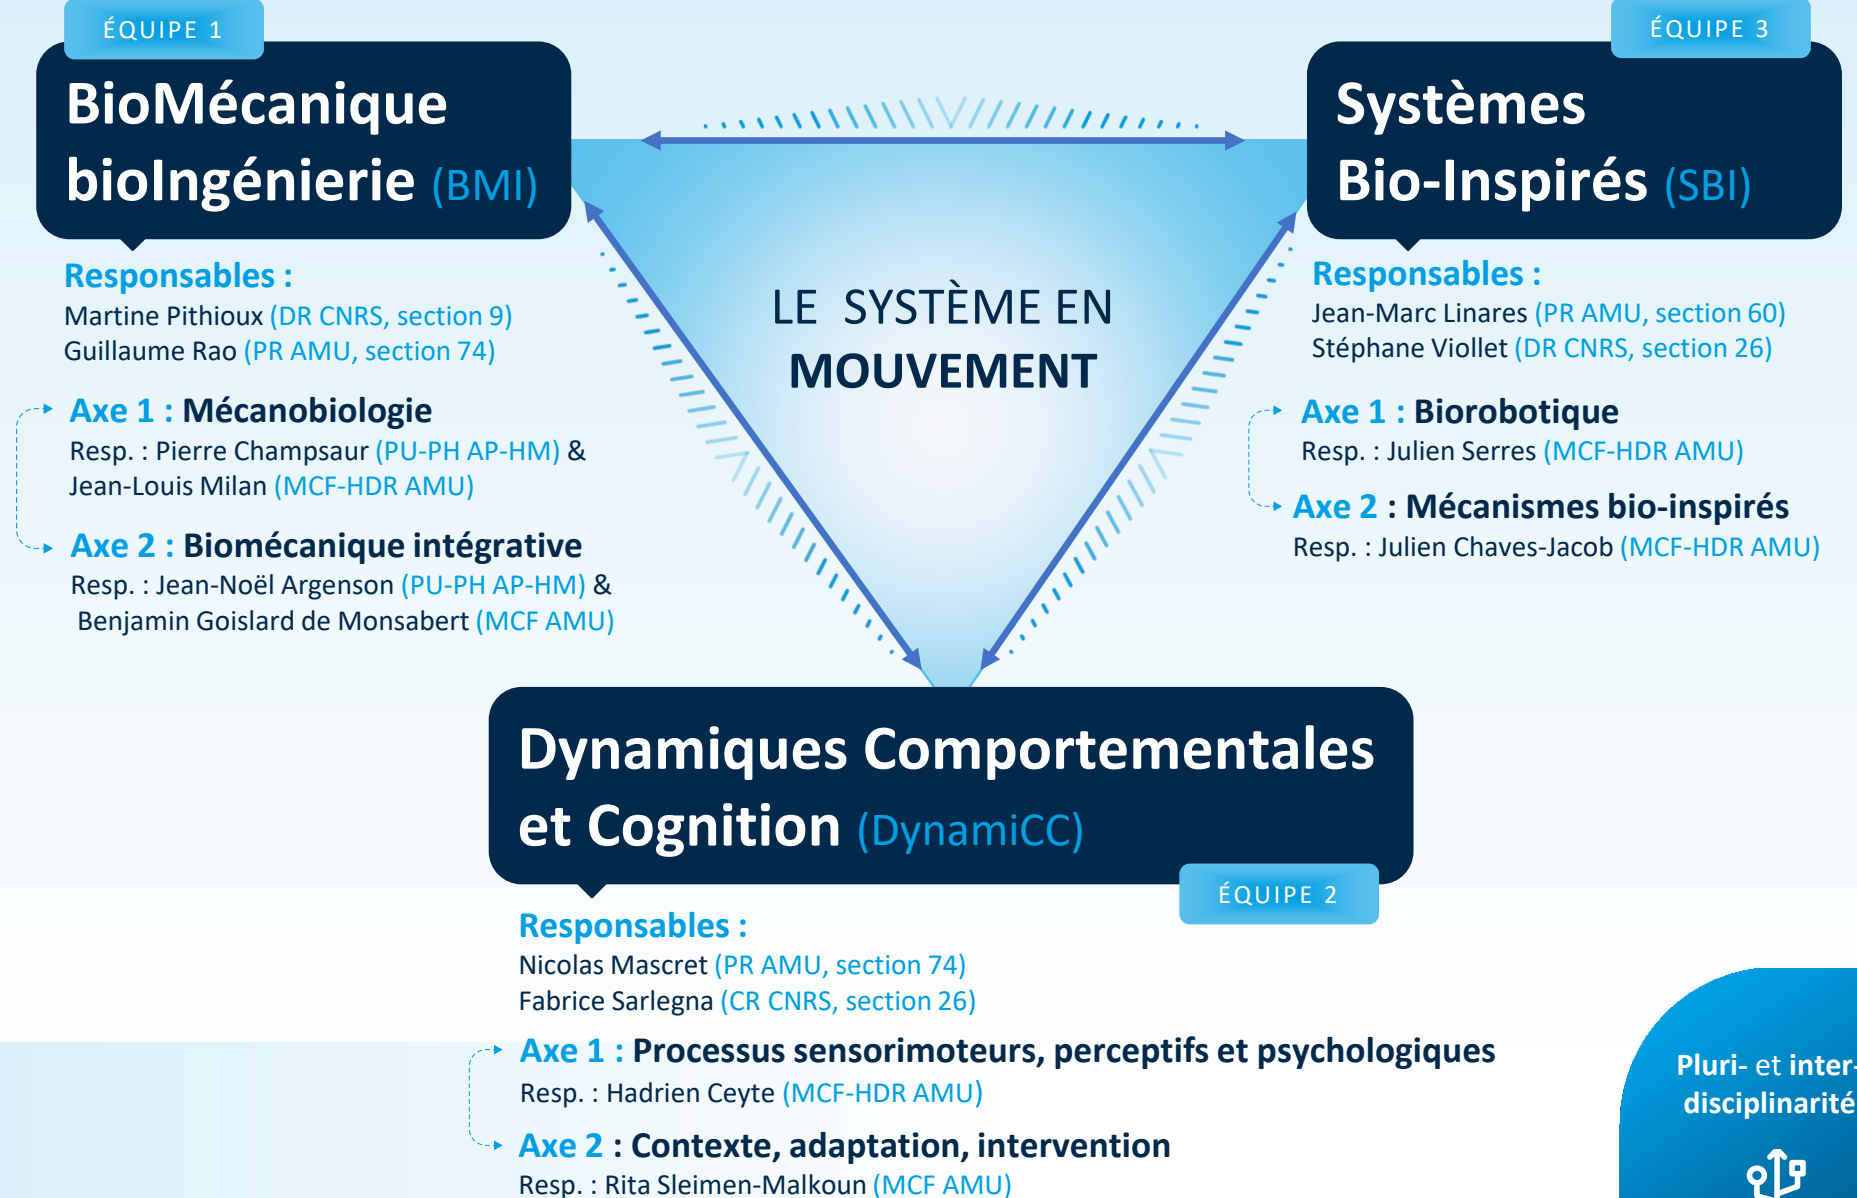 ÉQUIPE 1
BioMécanique
bioIngénierie (BMI)
Responsables :
Martine Pithioux (DR CNRS, section 9)
Guillaume Rao (PR AMU, section 74)
Axe 1 : Mécanobiologie
Resp. : Pierre Champsaur (PU-PH AP-HM) &
Jean-Louis Milan (MCF-HDR AMU)
Axe 2 : Biomécanique intégrative
Resp. : Jean-Noël Argenson (PU-PH AP-HM) &
Benjamin Goislard de Monsabert (MCF AMU)
LE SYSTÈME EN
MOUVEMENT
ÉQUIPE 3
Systèmes
Bio-Inspirés (SBI)
Responsables :
Jean-Marc Linares (PR AMU, section 60)
Stéphane Viollet (DR CNRS, section 26)
Axe 1 : Biorobotique
Resp. : Julien Serres (MCF-HDR AMU)
Axe 2 : Mécanismes bio-inspirés
Resp. : Julien Chaves-Jacob (MCF-HDR AMU)
Dynamiques Comportementales
et Cognition (DynamiCC)
ÉQUIPE 2
Responsables :
Nicolas Mascret (PR AMU, section 74)
Fabrice Sarlegna (CR CNRS, section 26)
Axe 1 : Processus sensorimoteurs, perceptifs et psychologiques
Resp. : Hadrien Ceyte (MCF-HDR AMU)
Axe 2 : Contexte, adaptation, intervention
Resp. : Rita Sleimen-Malkoun (MCF AMU)
Pluri- et inter-
disciplinarité